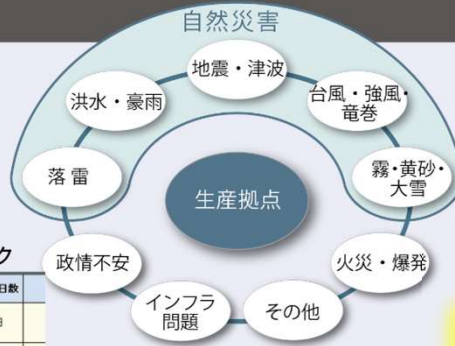 自然災害
地震・津波
洪水・豪雨
台風・強風・
竜巻
落雷
霧・黄砂・
大雪
生産拠点
政情不安
火災・爆発
インフラ
問題
その他
ク
日数